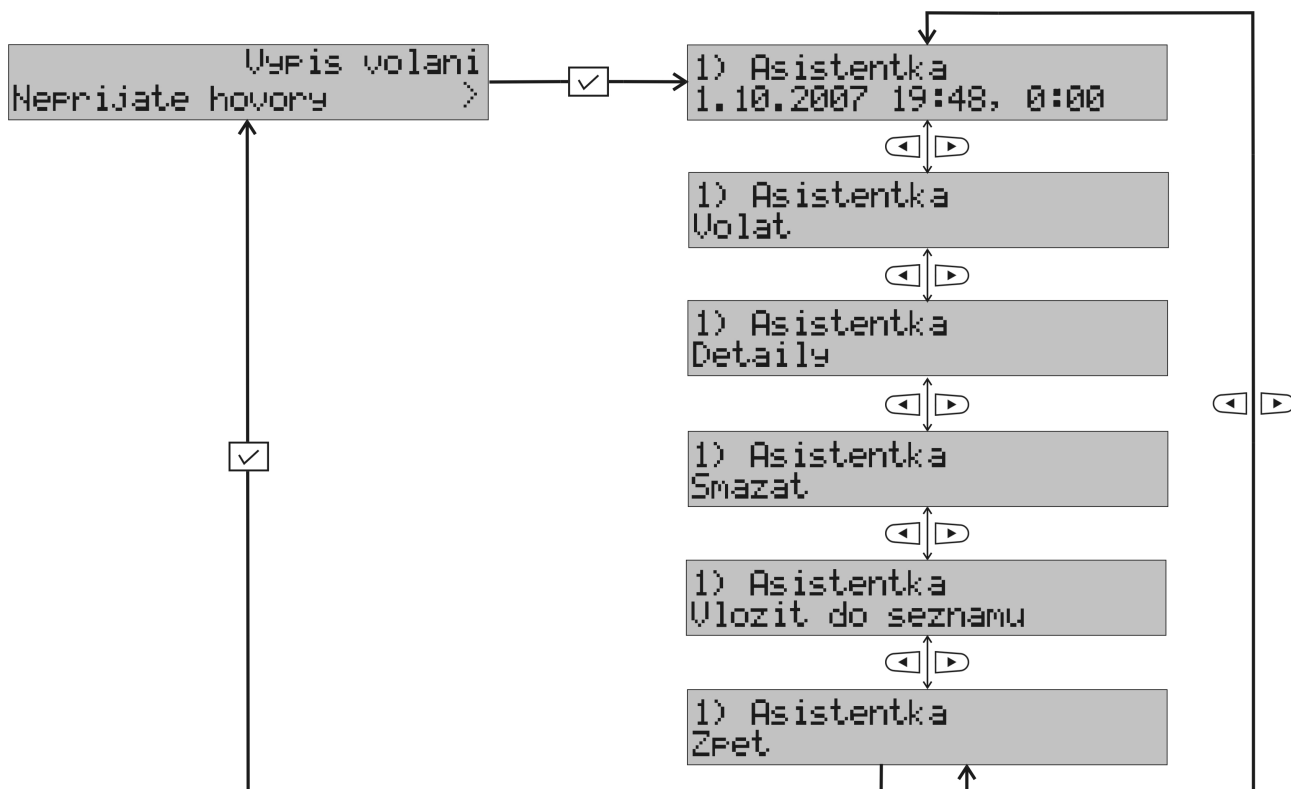 Vypis volani
Neprijate hovory >
1) Asistentka
1.10.2007 19:48, 0:00
1) Asistentka
Volat
1) Asistentka
Detaily
1) Asistentka
Smazat
1) Asistentka
Vlozit do seznamu
1) Asistentka
Zpet